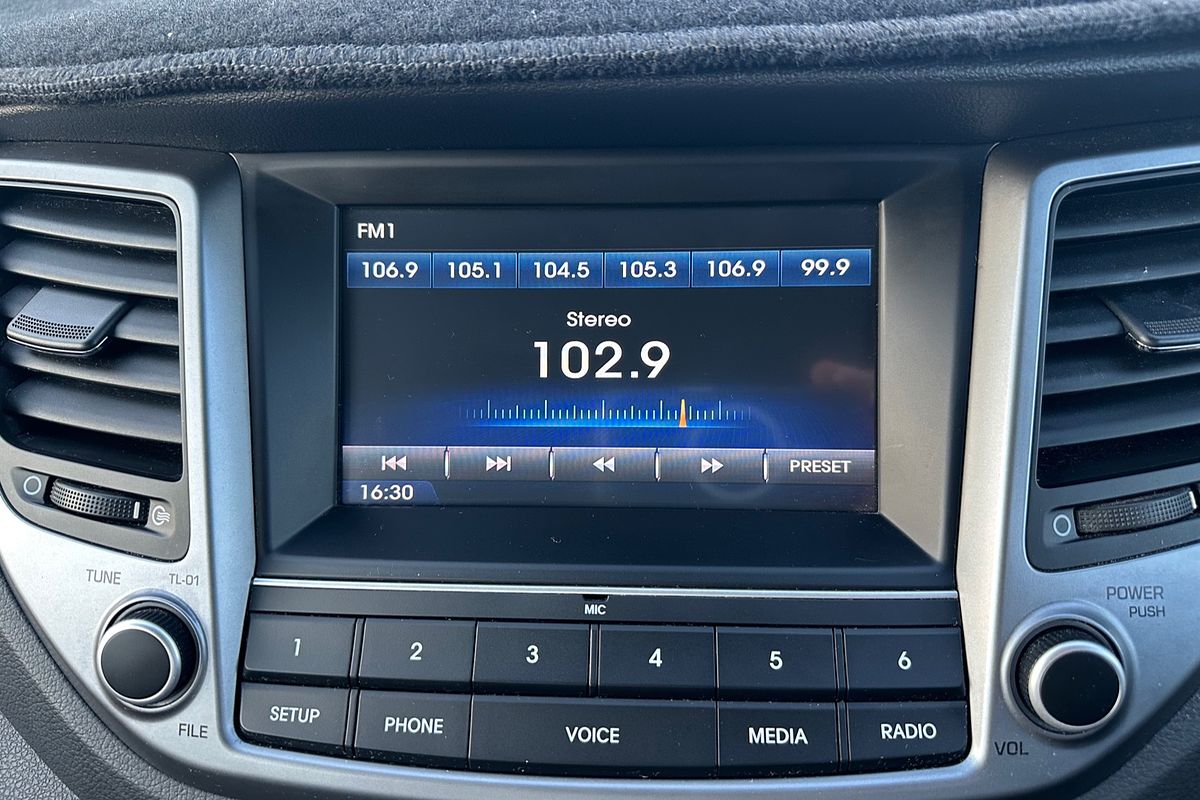 FM1
106.9 105.1 104.5 105.3 106.9 99.9
Stereo
102.9
PRESET
16:30
TUNE TL-01
MIC
POWER
PUSH
1 2 3 4 5 6
SETUP PHONE VOICE MEDIA RADIO
FILE
VOL